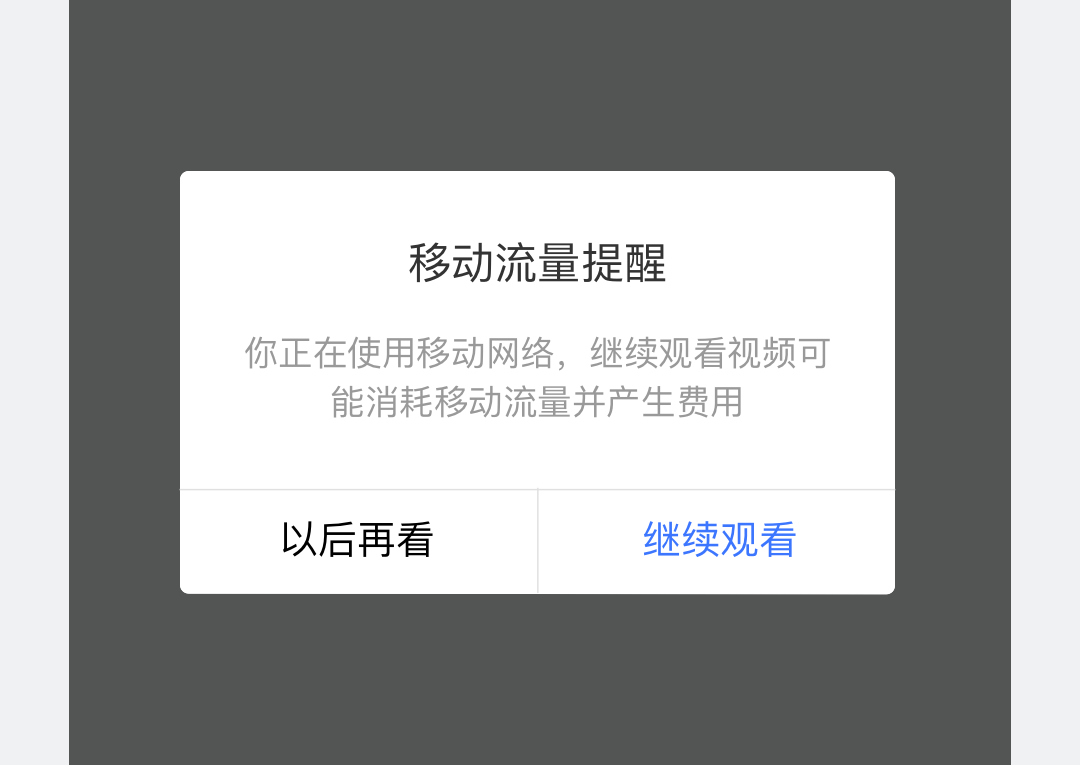 移动流量提醒
你正在使用移动网络，继续观看视频可
能消耗移动流量并产生费用
以后再看
继续观看